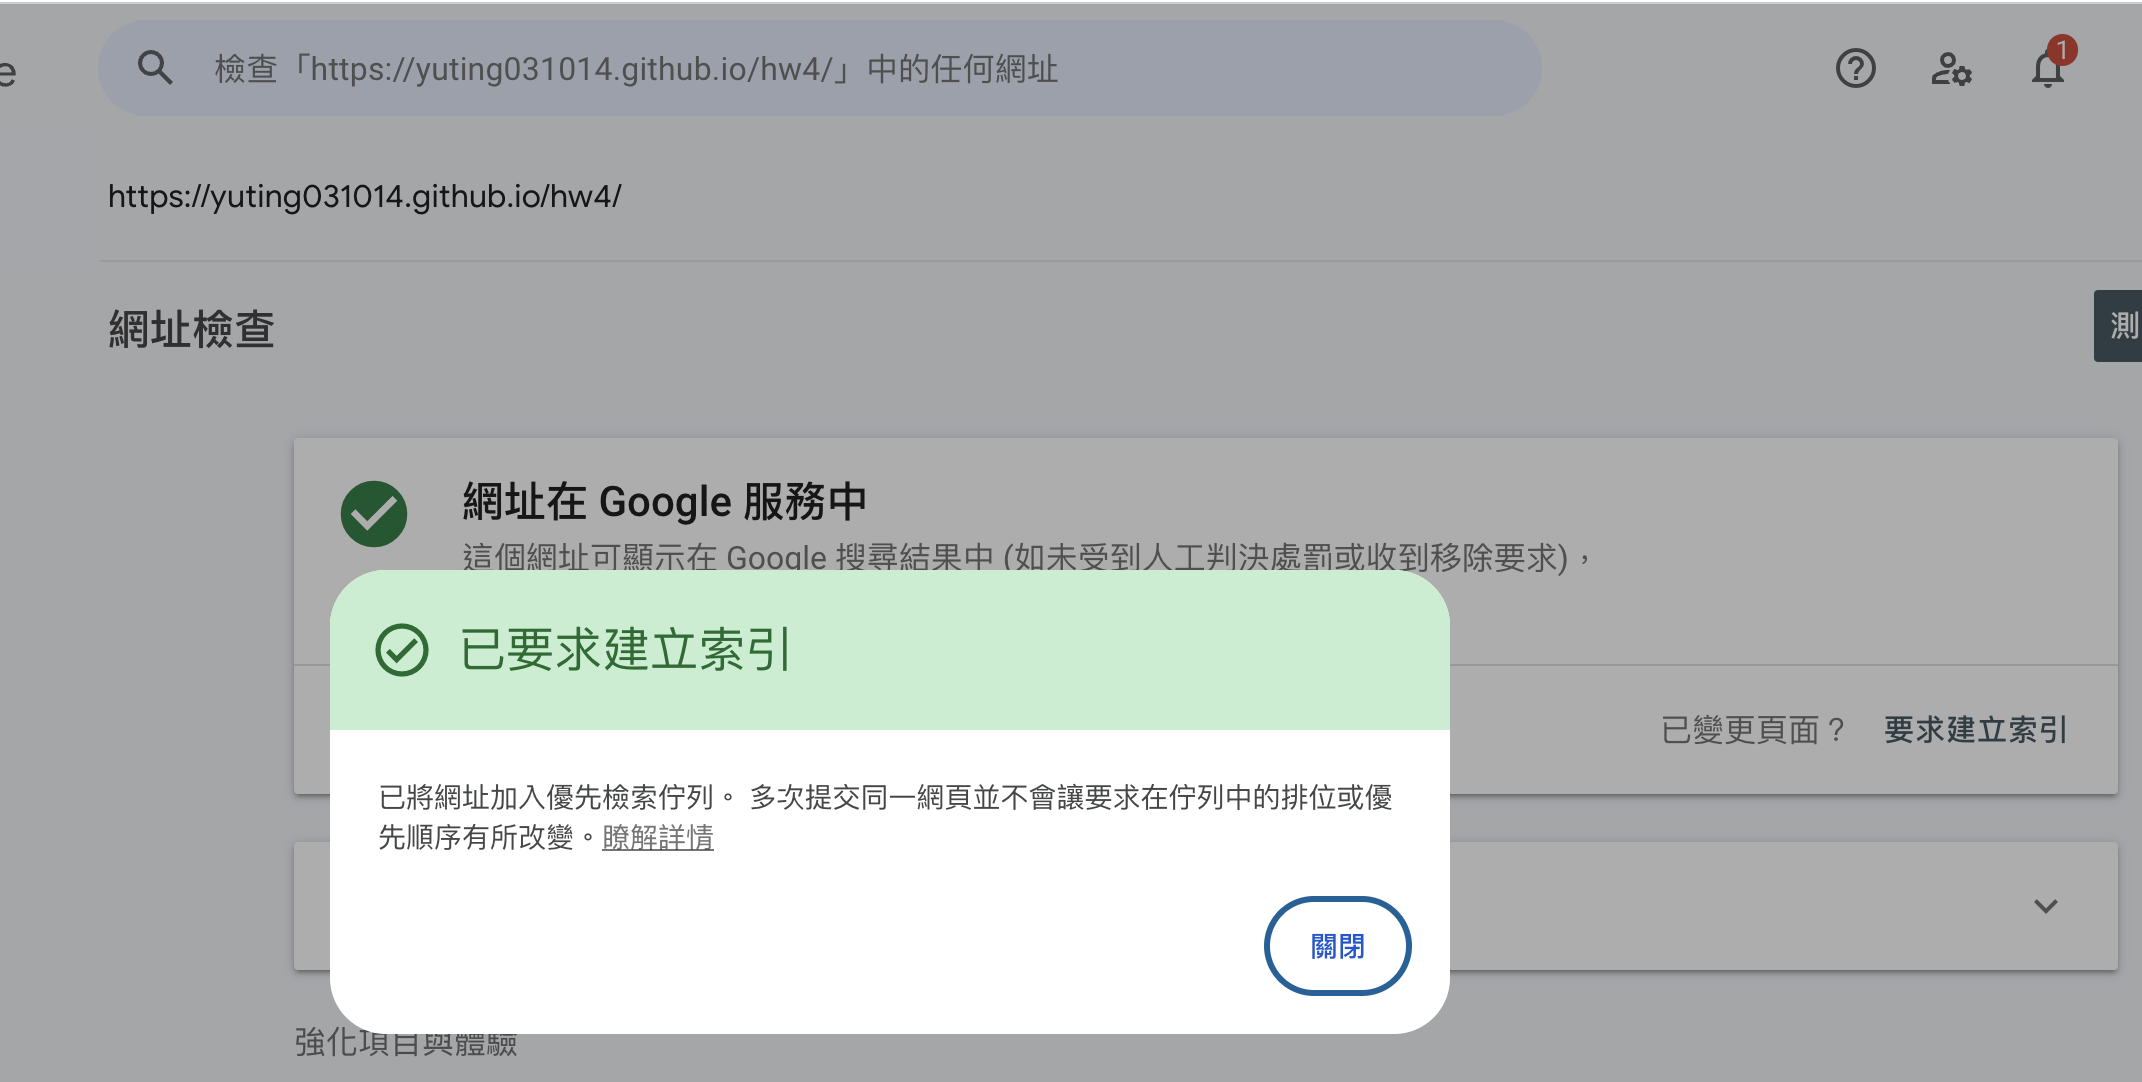 e
檢查「https://yuting031014.github.io/hw4/」中的任何網址
1
https://yuting031014.github.io/hw4/
網址檢查
測
網址在 Google 服務中
這個網址可顯示在 Google 搜尋結果中 (如未受到人工判決處罰或收到移除要求)，
已要求建立索引
已變更頁面？ 要求建立索引
已將網址加入優先檢索佇列。 多次提交同一網頁並不會讓要求在佇列中的排位或優
先順序有所改變。瞭解詳情
關閉
強化項目與體驗